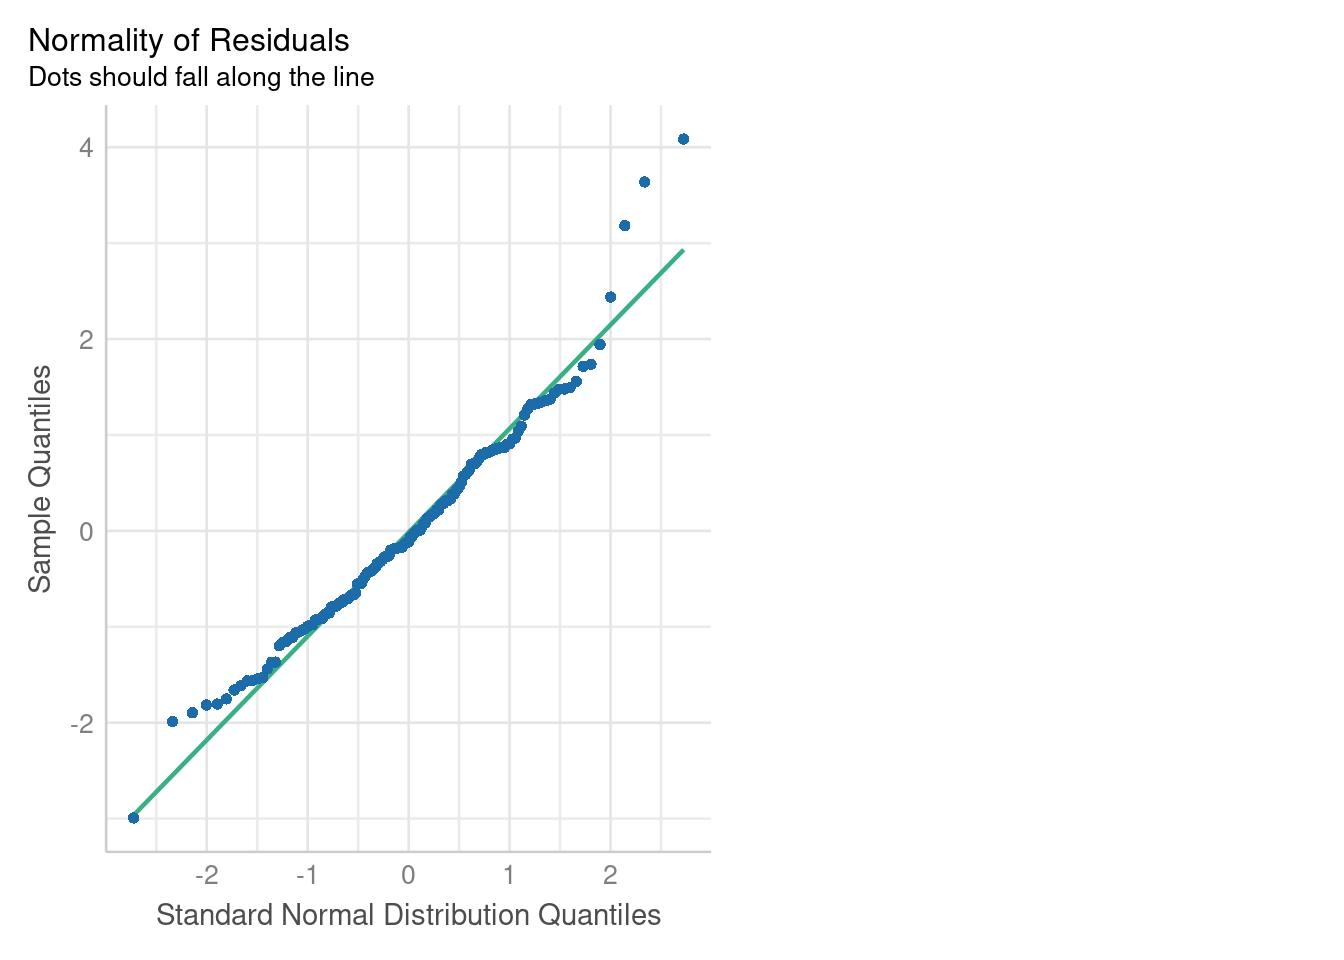 Normality of Residuals
Dots should fall along the line
4
2
0
-2
Sample Quantiles
-2 -1 0 1 2
Standard Normal Distribution Quantiles